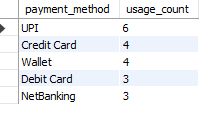 payment_method usage_count
UPI 6
Credit Card 4
Wallet 4
Debit Card 3
NetBanking 3